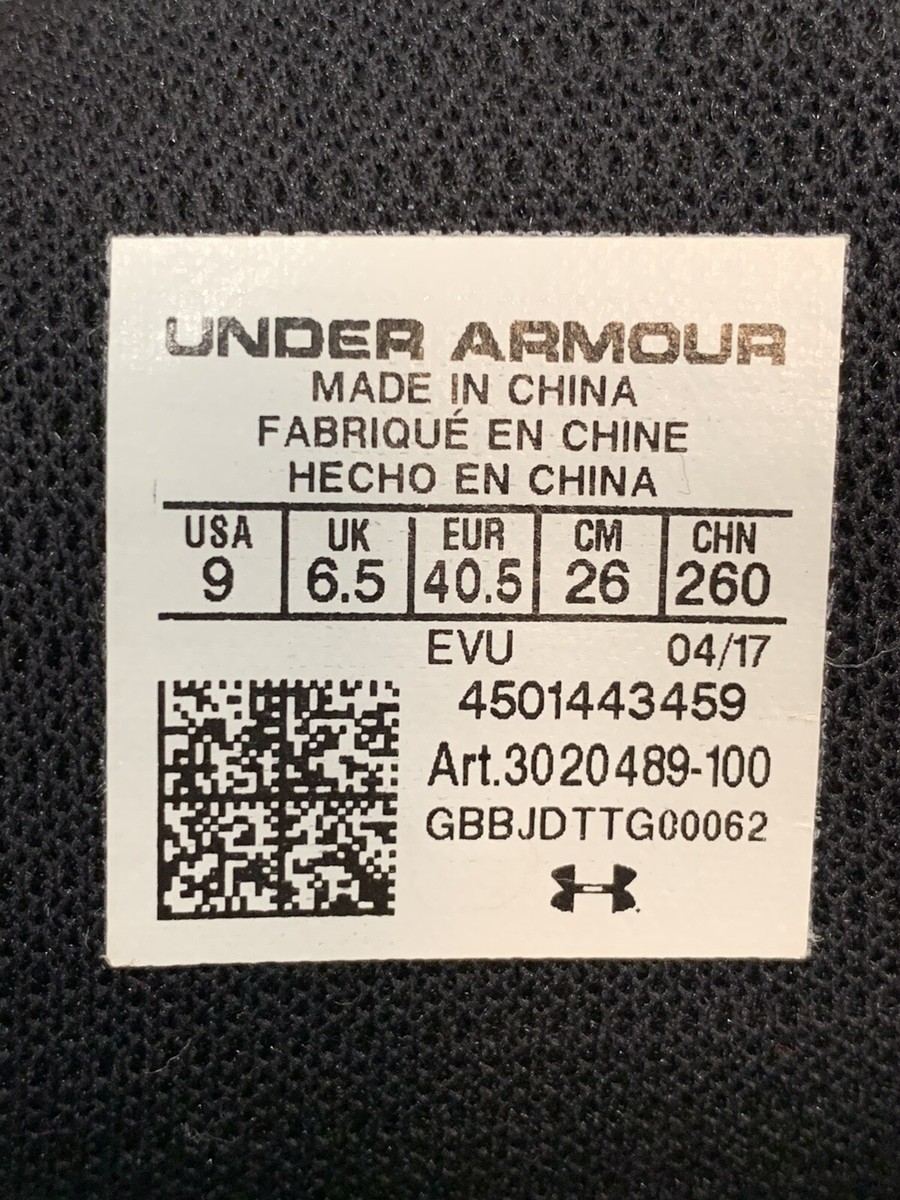 UNDER ARMOUR
MADE IN CHINA
FABRIQUÉ EN CHINE
HECHO EN CHINA
USA UK EUR CM CHN
9 6.5 40.5 26 260
EVU 04/17
4501443459
Art.3020489-100
GBBJDTTG00062